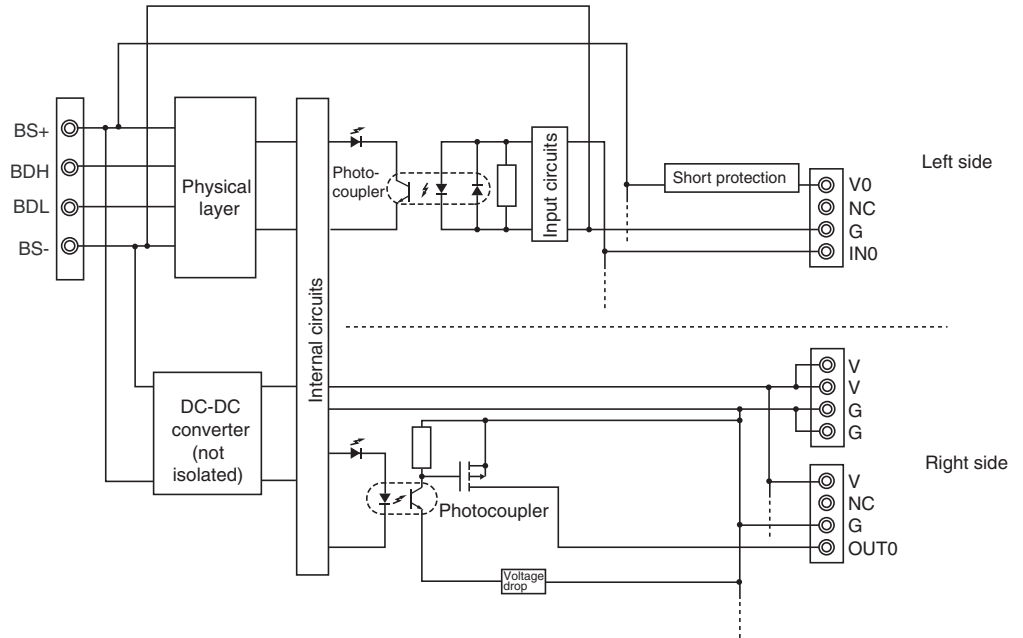 BS+
BDH
BDL
BS-
Physical
layer
Photo-
coupler
Input circuits
Short protection
V0
NC
G
IN0
Left side
Internal circuits
DC-DC
converter
(not
isolated)
Photocoupler
Voltage
drop
V
V
G
G
Right side
V
NC
G
OUT0